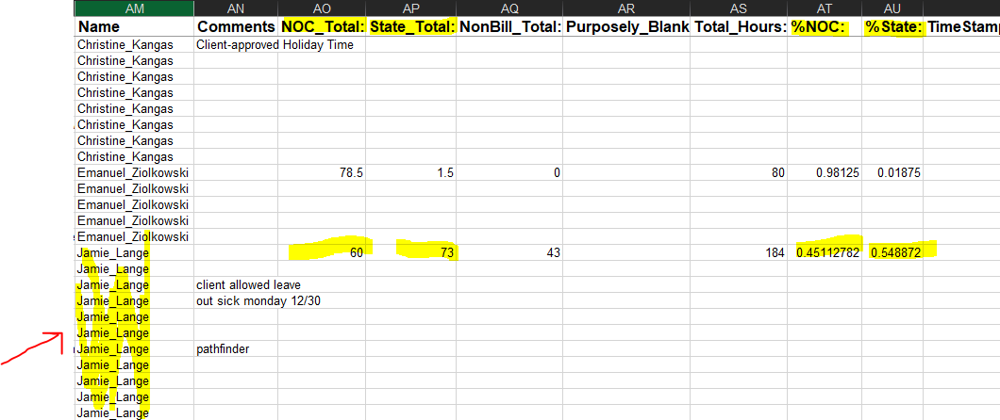 AM AN AO AP AQ AR AS AT AU
Name Comments NOC_Total: State_Total: NonBill_Total: Purposely_Blank Total_Hours: %NOC: %State: TimeStam
Christine_Kangas Client-approved Holiday Time
Christine_Kangas
Christine_Kangas
Christine_Kangas
Christine_Kangas
Christine_Kangas
Christine_Kangas
Christine_Kangas
Emanuel_Ziolkowski 78.5 1.5 0 80 0.98125 0.01875
Emanuel_Ziolkowski
Emanuel_Ziolkowski
Emanuel_Ziolkowski
Emanuel_Ziolkowski
Jamie_Lange 60 73 43 184 0.45112782 0.548872
Jamie_Lange
Jamie_Lange client allowed leave
Jamie_Lange out sick monday 12/30
Jamie_Lange
Jamie_Lange
Jamie_Lange pathfinder
Jamie_Lange
Jamie_Lange
Jamie_Lange
Jamie_Lange